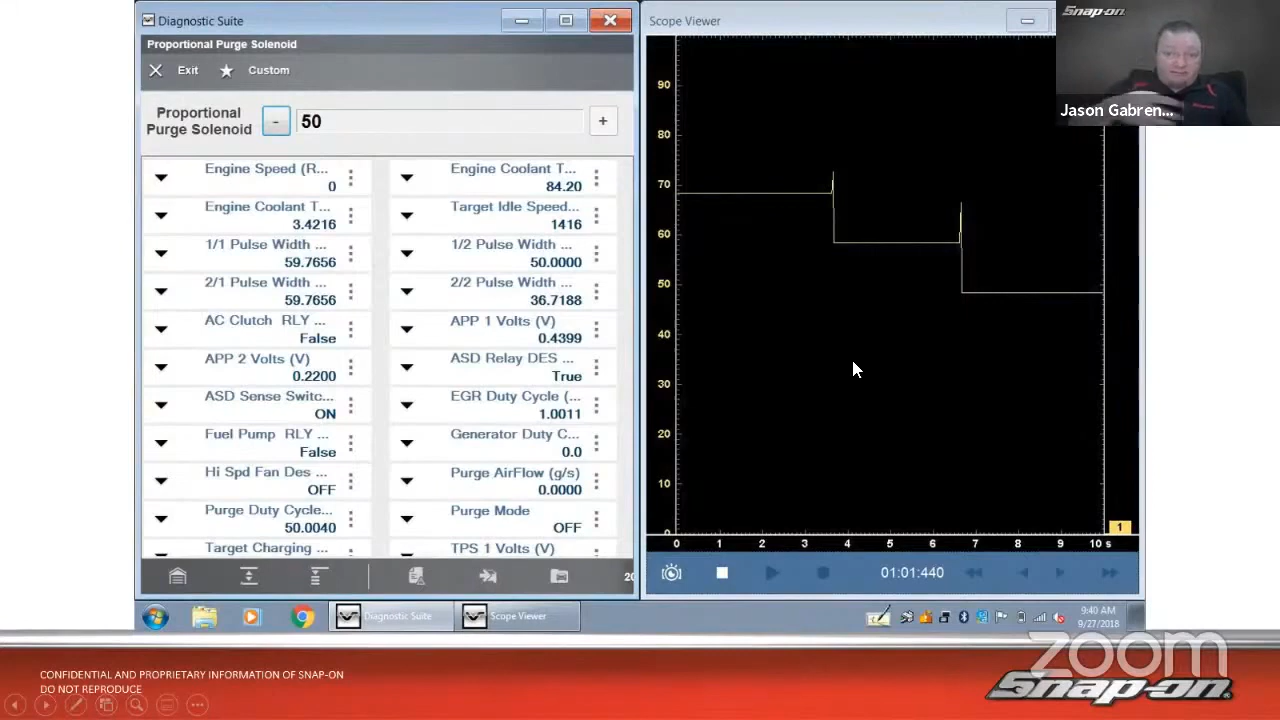 Diagnostic Suite
Proportional Purge Solenoid
Exit
Custom
Proportional
Purge Solenoid
- 50 +
Engine Speed (R...
0
Engine Coolant T...
84.20
Engine Coolant T...
3.4216
Target Idle Speed...
1416
1/1 Pulse Width ...
59.7656
1/2 Pulse Width ...
50.0000
2/1 Pulse Width ...
59.7656
2/2 Pulse Width ...
36.7188
AC Clutch RLY ...
False
APP 1 Volts (V)
0.4399
APP 2 Volts (V)
0.2200
ASD Relay DES ...
True
ASD Sense Switc...
ON
EGR Duty Cycle (...
1.0011
Fuel Pump RLY ...
False
Generator Duty C...
0.0
Hi Spd Fan Des ...
OFF
Purge AirFlow (g/s)
0.0000
Purge Duty Cycle...
50.0040
Purge Mode
OFF
Target Charging ...
TPS 1 Volts (V)
20
Scope Viewer
90
80
70
60
50
40
30
20
10
0 1 2 3 4 5 6 7 8 9 10 s
1
01:01:440
Snap-on
Jason Gabren...
Diagnostic Suite
Scope Viewer
9:40 AM
9/27/2018
CONFIDENTIAL AND PROPRIETARY INFORMATION OF SNAP-ON
DO NOT REPRODUCE
zoom
Snap-on